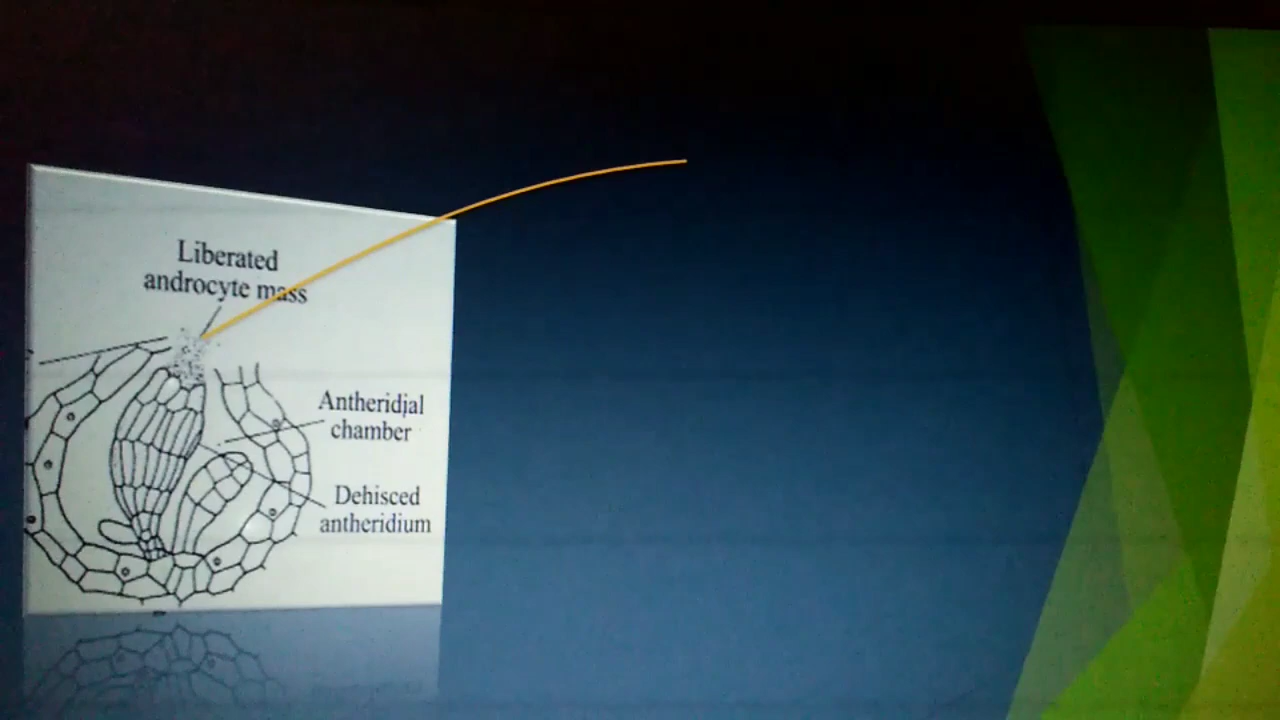 Liberated
androcyte mass
Antheridial
chamber
Dehisced
antheridium